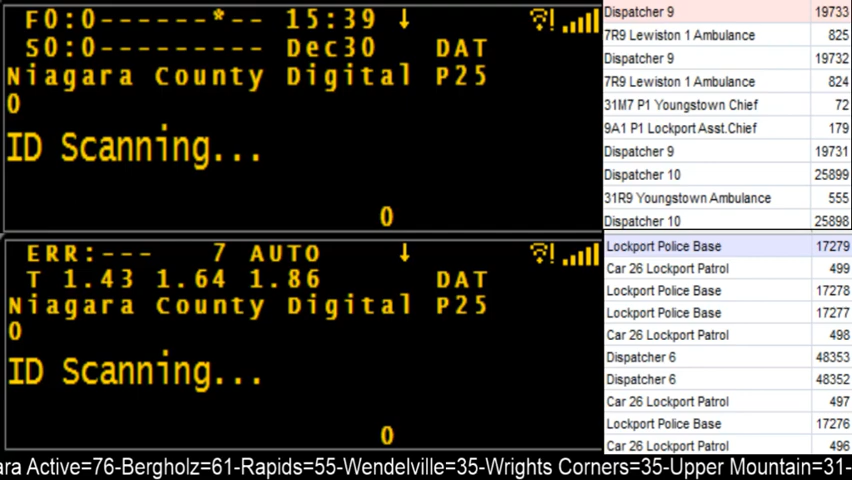 F0:0------*-- 15:39 ↓
S0:0--------- Dec30 DAT
Niagara County Digital P25
0
ID Scanning...
0
Dispatcher 9 19733
7R9 Lewiston 1 Ambulance 825
Dispatcher 9 19732
7R9 Lewiston 1 Ambulance 824
31M7 P1 Youngstown Chief 72
9A1 P1 Lockport Asst.Chief 179
Dispatcher 9 19731
Dispatcher 10 25899
31R9 Youngstown Ambulance 555
Dispatcher 10 25898
ERR:--- 7 AUTO ↓
T 1.43 1.64 1.86 DAT
Niagara County Digital P25
0
ID Scanning...
0
Lockport Police Base 17279
Car 26 Lockport Patrol 499
Lockport Police Base 17278
Lockport Police Base 17277
Car 26 Lockport Patrol 498
Dispatcher 6 48353
Dispatcher 6 48352
Car 26 Lockport Patrol 497
Lockport Police Base 17276
Car 26 Lockport Patrol 496
ara Active=76-Bergholz=61-Rapids=55-Wendelville=35-Wrights Corners=35-Upper Mountain=31-